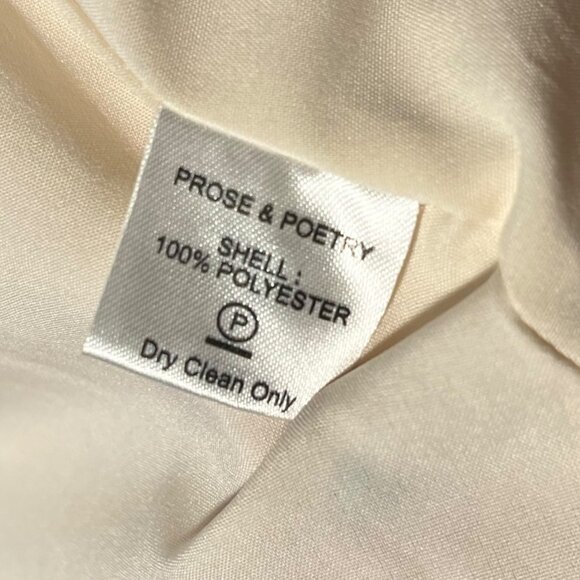 PROSE & POETRY
SHELL :
100% POLYESTER
P
Dry Clean Only